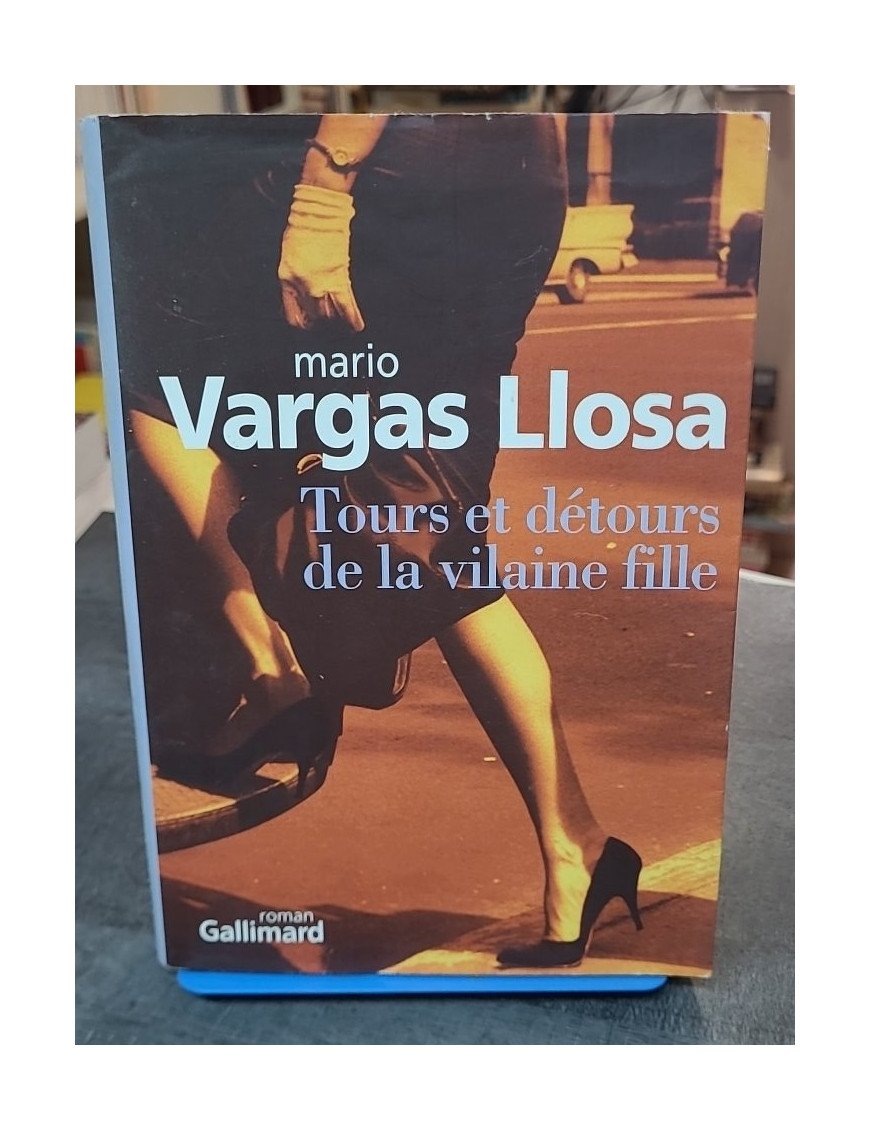 mario
Vargas Llosa
Tours et détours
de la vilaine fille
roman
Gallimard